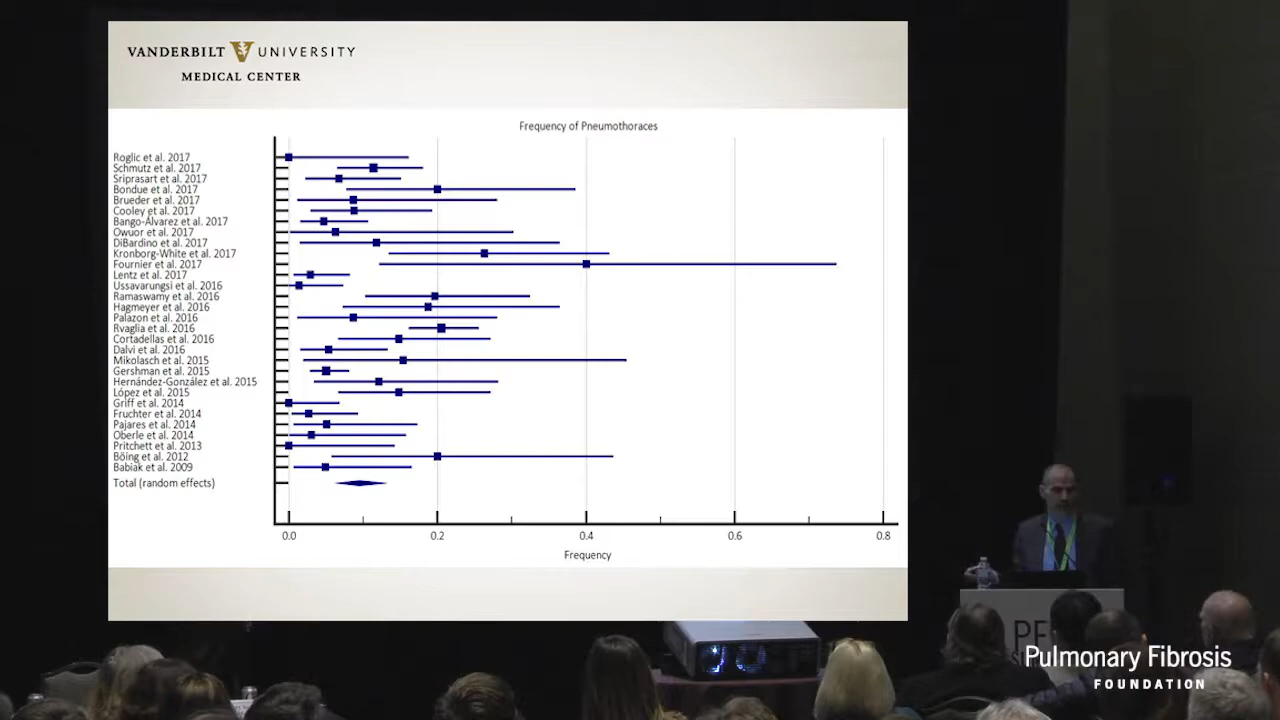 VANDERBILT UNIVERSITY
MEDICAL CENTER
Frequency of Pneumothoraces
Roglic et al. 2017
Schmutz et al. 2017
Sriprasart et al. 2017
Bondue et al. 2017
Brueder et al. 2017
Cooley et al. 2017
Bango-Álvarez et al. 2017
Owuor et al. 2017
DiBardino et al. 2017
Kronborg-White et al. 2017
Fournier et al. 2017
Lentz et al. 2017
Ussavarungsi et al. 2016
Ramaswamy et al. 2016
Hagmeyer et al. 2016
Palazon et al. 2016
Rvaglia et al. 2016
Cortadellas et al. 2016
Dalvi et al. 2016
Mikolasch et al. 2015
Gershman et al. 2015
Hernández-González et al. 2015
López et al. 2015
Griff et al. 2014
Fruchter et al. 2014
Pajares et al. 2014
Oberle et al. 2014
Pritchett et al. 2013
Böing et al. 2012
Babiak et al. 2009
Total (random effects)
0.0 0.2 0.4 0.6 0.8
Frequency
Pulmonary Fibrosis
FOUNDATION